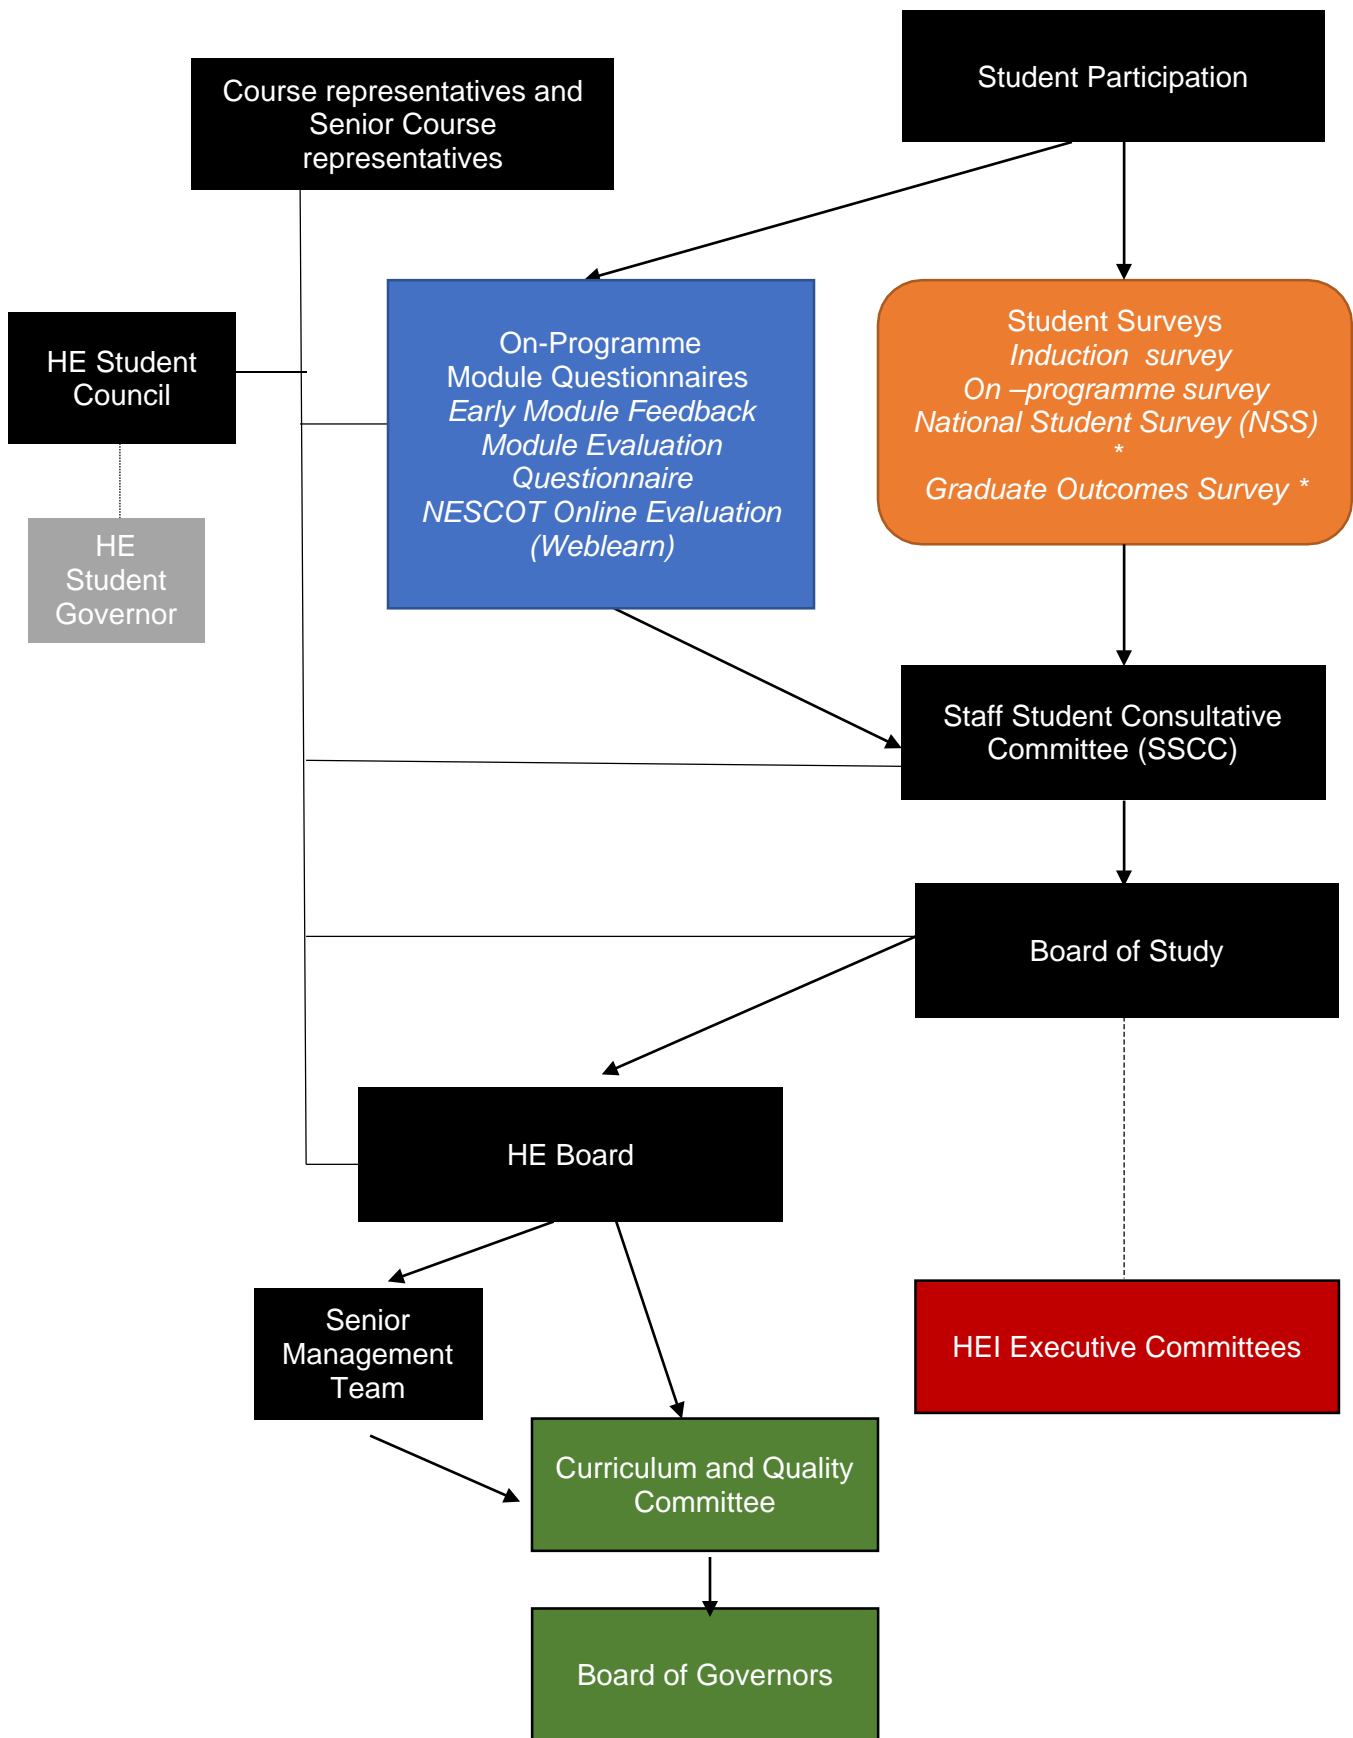 Student Participation
Course representatives and
Senior Course
representatives
HE Student
Council
HE
Student
Governor
On-Programme
Module Questionnaires
Early Module Feedback
Module Evaluation
Questionnaire
NESCOT Online Evaluation
(Weblearn)
Student Surveys
Induction  survey
On –programme survey
National Student Survey (NSS)
*
Graduate Outcomes Survey *
Staff Student Consultative
Committee (SSCC)
Board of Study
HE Board
Senior
Management
Team
HEI Executive Committees
Curriculum and Quality
Committee
Board of Governors